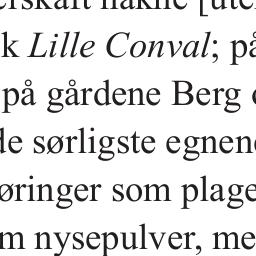 k Lille Conval; på
på gårdene Berg
de sørligste egnene
øringer som plage
m nysepulver, me